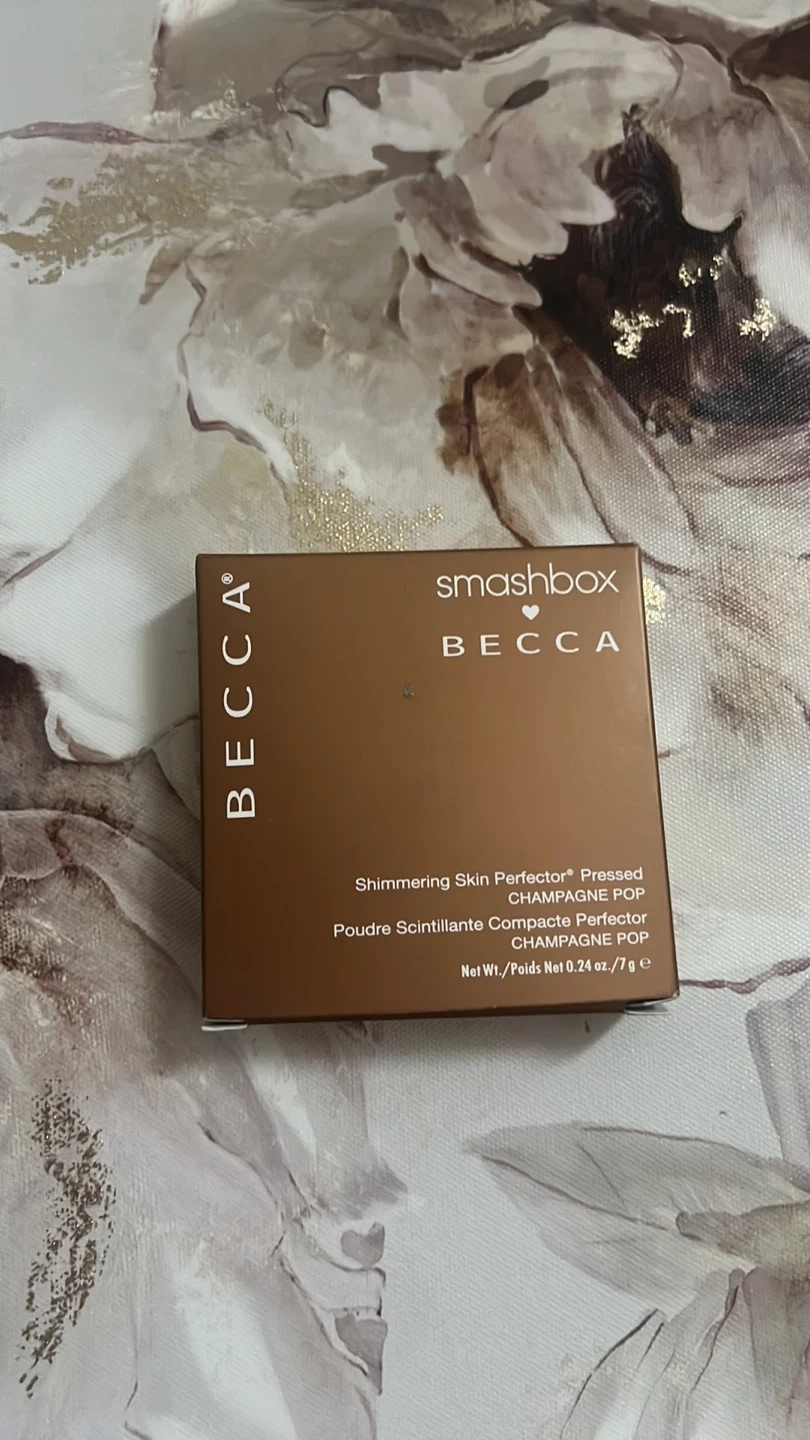 BECCA®
smashbox
♥
BECCA
Shimmering Skin Perfector® Pressed
CHAMPAGNE POP
Poudre Scintillante Compacte Perfector
CHAMPAGNE POP
Net Wt./Poids Net 0.24 oz./7 g ℮